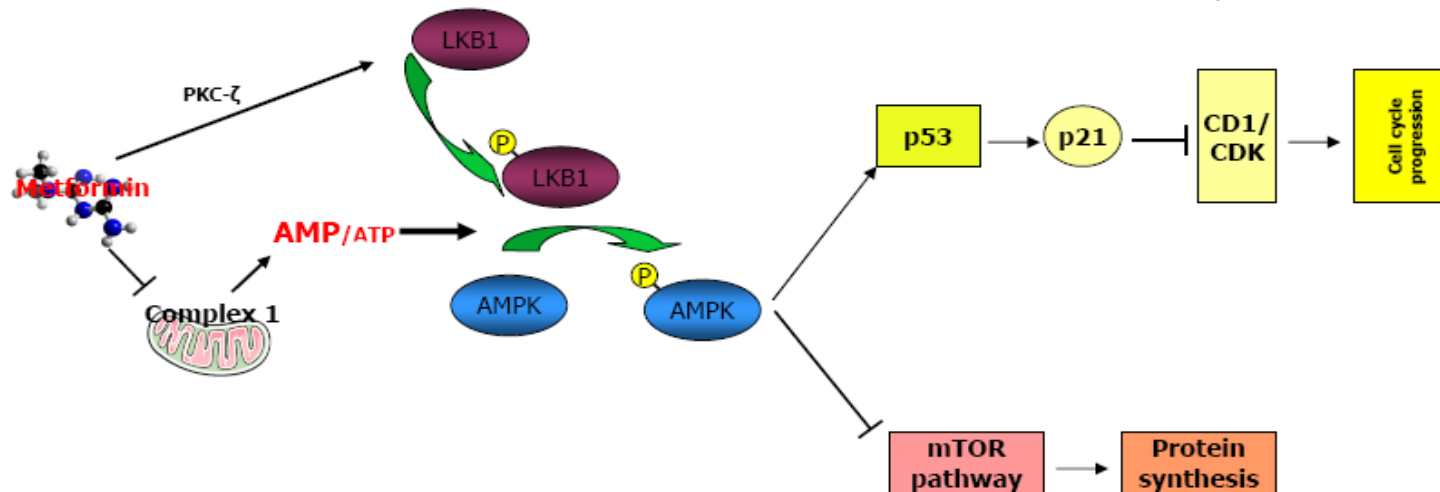 LKB1
PKC-ζ
P
LKB1
Metformin
AMP/ATP
Complex 1
AMPK
P
AMPK
p53
p21
CD1/
CDK
Cell cycle
progression
mTOR
pathway
Protein
synthesis